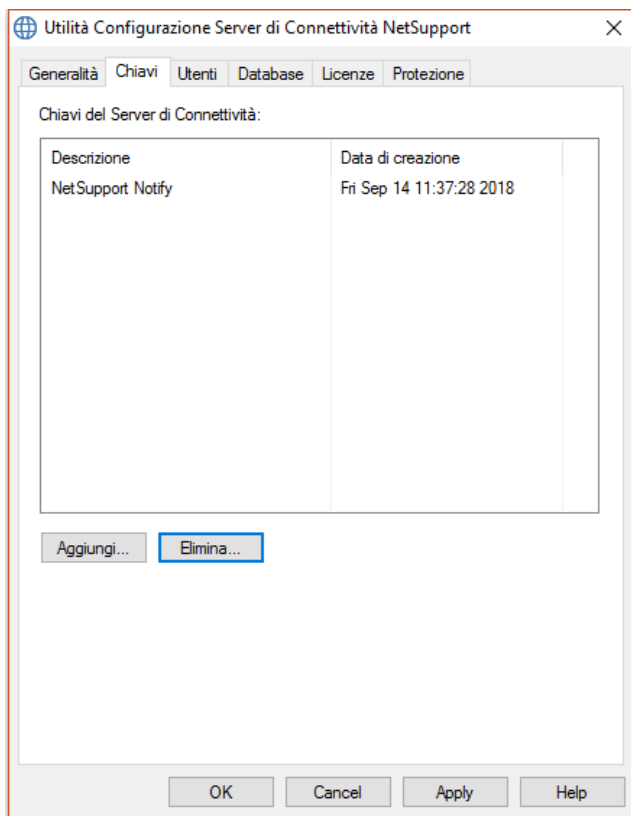 Utilità Configurazione Server di Connettività NetSupport
Generalità Chiavi Utenti Database Licenze Protezione
Chiavi del Server di Connettività:
Descrizione Data di creazione
NetSupport Notify Fri Sep 14 11:37:28 2018
Aggiungi... Elimina...
OK Cancel Apply Help